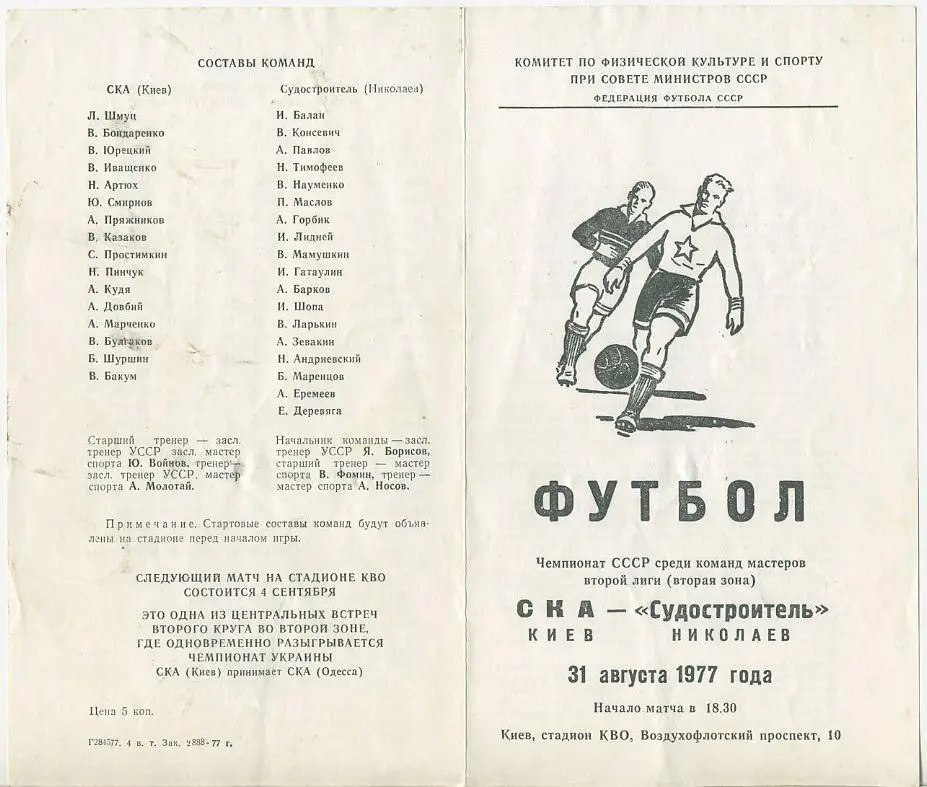 СОСТАВЫ КОМАНД
СКА (Киев)
Л. Шмуц
В. Бондаренко
В. Юрецкий
В. Иващенко
Н. Артюх
Ю. Смирнов
А. Пряжников
В. Казаков
С. Простимкин
Н. Пинчук
А. Кудя
А. Довбий
А. Марченко
В. Булгаков
Б. Шуршин
В. Бакум
Старший тренер — засл.
тренер УССР засл. мастер
спорта Ю. Войнов, тренер—
засл. тренер УССР, мастер
спорта А. Молотай.
Судостроитель (Николаев)
И. Балан
В. Консевич
А. Павлов
Н. Тимофеев
В. Науменко
П. Маслов
А. Горбик
И. Лидней
В. Мамушкин
И. Гатаулин
А. Барков
И. Шопа
В. Ларькин
А. Зевакин
Н. Андриевский
Б. Маренцов
А. Еремеев
Е. Деревяга
Начальник команды — засл.
тренер УССР Я. Борисов,
старший тренер — мастер
спорта В. Фомин, тренер —
мастер спорта А. Носов.
Примечание. Стартовые составы команд будут объяв-
лены на стадионе перед началом игры.
СЛЕДУЮЩИЙ МАТЧ НА СТАДИОНЕ КВО
СОСТОИТСЯ 4 СЕНТЯБРЯ
ЭТО ОДНА ИЗ ЦЕНТРАЛЬНЫХ ВСТРЕЧ
ВТОРОГО КРУГА ВО ВТОРОЙ ЗОНЕ,
ГДЕ ОДНОВРЕМЕННО РАЗЫГРЫВАЕТСЯ
ЧЕМПИОНАТ УКРАИНЫ
СКА (Киев) принимает СКА (Одесса)
Цена 5 коп.
Г284577. 4 в. т. Зак. 2888-77 г.
КОМИТЕТ ПО ФИЗИЧЕСКОЙ КУЛЬТУРЕ И СПОРТУ
ПРИ СОВЕТЕ МИНИСТРОВ СССР
ФЕДЕРАЦИЯ ФУТБОЛА СССР
ФУТБОЛ
Чемпионат СССР среди команд мастеров
второй лиги (вторая зона)
СКА — «Судостроитель»
КИЕВ НИКОЛАЕВ
31 августа 1977 года
Начало матча в 18.30
Киев, стадион КВО, Воздухофлотский проспект, 10